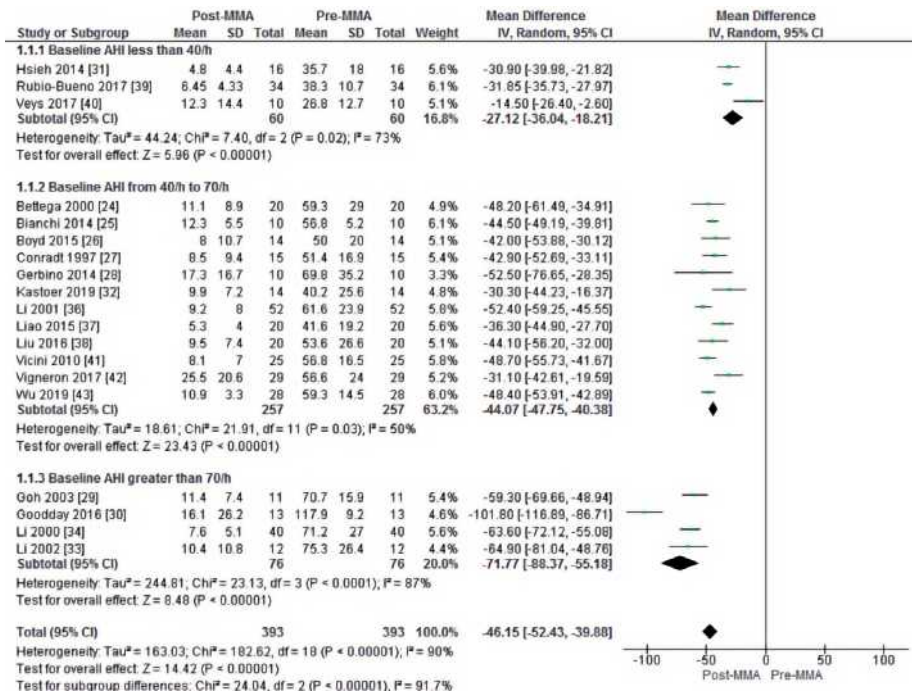 Post-MMA Pre-MMA Mean Difference Mean Difference
Study or Subgroup Mean SD Total Mean SD Total Weight IV, Random, 95% CI IV, Random, 95% CI
1.1.1 Baseline AHI less than 40/h
Hsieh 2014 [31] 4.8 4.4 16 35.7 18 16 5.6% -30.90 [-39.98, -21.82]
Rubio-Bueno 2017 [39] 6.45 4.33 34 38.3 10.7 34 6.1% -31.85 [-35.73, -27.97]
Veys 2017 [40] 12.3 14.4 10 26.8 12.7 10 5.1% -14.50 [-26.40, -2.60]
Subtotal (95% CI) 60 60 16.8% -27.12 [-36.04, -18.21]
Heterogeneity: Tau² = 44.24; Chi² = 7.40, df = 2 (P = 0.02); I² = 73%
Test for overall effect: Z = 5.96 (P < 0.00001)
1.1.2 Baseline AHI from 40/h to 70/h
Bettega 2000 [24] 11.1 8.9 20 59.3 29 20 4.9% -48.20 [-61.49, -34.91]
Bianchi 2014 [25] 12.3 5.5 10 56.8 5.2 10 6.0% -44.50 [-49.19, -39.81]
Boyd 2015 [26] 8 10.7 14 50 20 14 5.1% -42.00 [-53.88, -30.12]
Conradt 1997 [27] 8.5 9.4 15 51.4 16.9 15 5.5% -42.90 [-52.69, -33.11]
Gerbino 2014 [28] 17.3 16.7 10 69.8 35.2 10 3.2% -52.50 [-76.65, -28.35]
Kastoer 2019 [32] 9.9 7.2 14 40.2 25.6 14 4.8% -30.30 [-44.23, -16.37]
Li 2001 [36] 9.2 8 52 61.6 23.9 52 5.8% -52.40 [-59.25, -45.55]
Liao 2015 [37] 5.3 4 20 41.6 19.2 20 5.6% -36.30 [-44.90, -27.70]
Liu 2016 [38] 9.5 7.4 20 53.6 26.6 20 5.1% -44.10 [-56.20, -32.00]
Vicini 2010 [41] 8.1 7 25 56.8 16.5 25 5.8% -48.70 [-55.73, -41.67]
Vigneron 2017 [42] 25.5 20.6 29 56.6 24 29 5.2% -31.10 [-42.61, -19.59]
Wu 2019 [43] 10.9 3.3 28 59.3 14.5 28 6.0% -48.40 [-53.91, -42.89]
Subtotal (95% CI) 257 257 63.2% -44.07 [-47.75, -40.38]
Heterogeneity: Tau² = 18.61; Chi² = 21.91, df = 11 (P = 0.03); I² = 50%
Test for overall effect: Z = 23.43 (P < 0.00001)
1.1.3 Baseline AHI greater than 70/h
Goh 2003 [29] 11.4 7.4 11 70.7 15.9 11 5.4% -59.30 [-69.66, -48.94]
Goodday 2016 [30] 16.1 26.2 13 117.9 9.2 13 4.6% -101.80 [-116.89, -86.71]
Li 2000 [34] 7.6 5.1 40 71.2 27 40 5.6% -63.60 [-72.12, -55.08]
Li 2002 [33] 10.4 10.8 12 75.3 26.4 12 4.4% -64.90 [-81.04, -48.76]
Subtotal (95% CI) 76 76 20.0% -71.77 [-88.37, -55.18]
Heterogeneity: Tau² = 244.81; Chi² = 23.13, df = 3 (P < 0.0001); I² = 87%
Test for overall effect: Z = 8.48 (P < 0.00001)
Total (95% CI) 393 393 100.0% -46.15 [-52.43, -39.88]
Heterogeneity: Tau² = 163.03; Chi² = 182.62, df = 18 (P < 0.00001); I² = 90%
Test for overall effect: Z = 14.42 (P < 0.00001)
Test for subgroup differences: Chi² = 24.04, df = 2 (P < 0.00001), I² = 91.7%
-100 -50 0 50 100
Post-MMA Pre-MMA